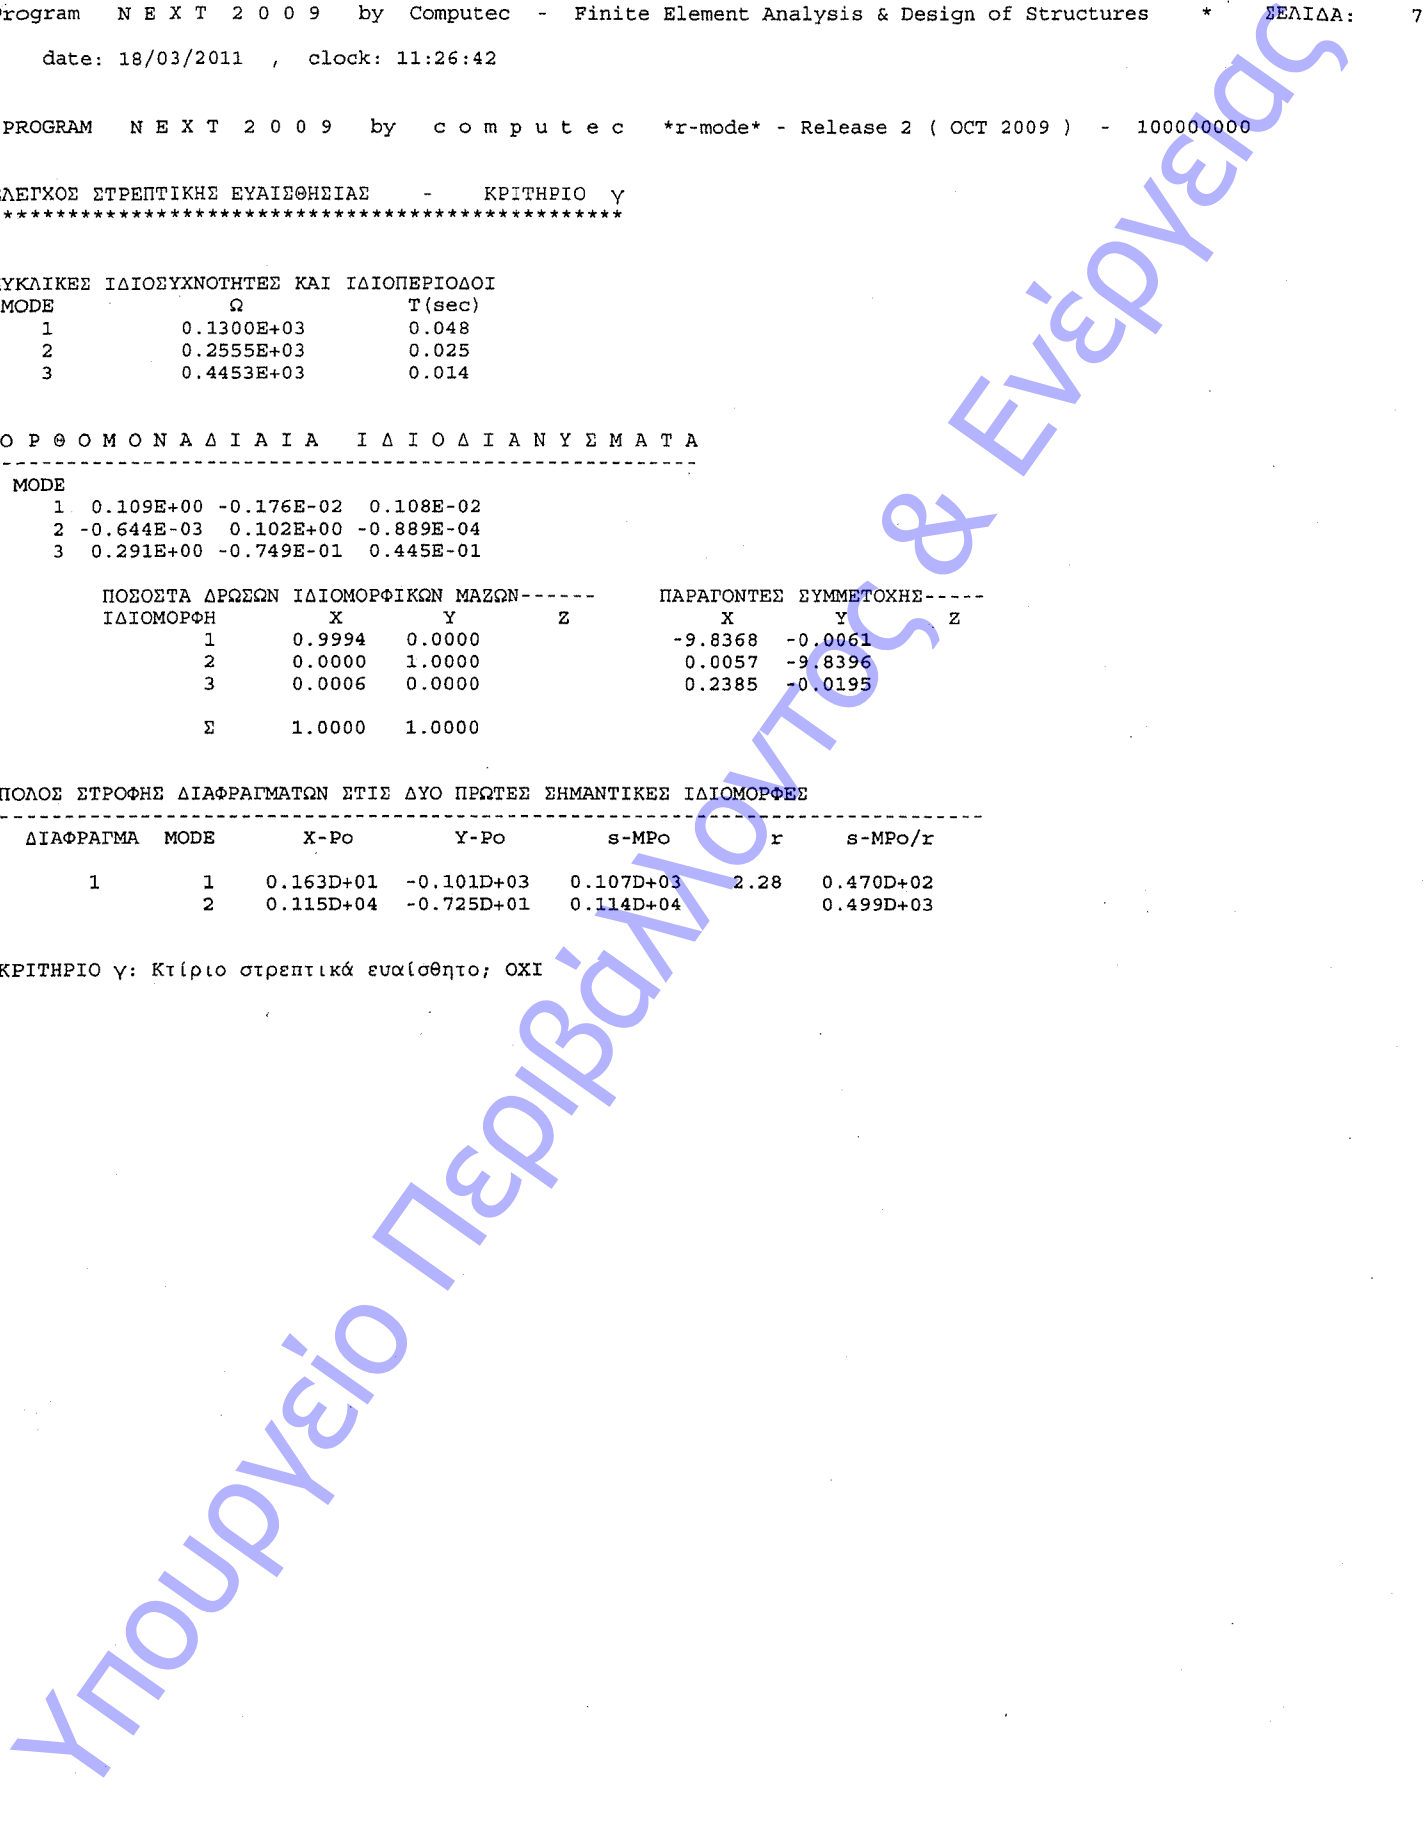 Program N E X T 2 0 0 9 by Computec - Finite Element Analysis & Design of Structures * ΣΕΛΙΔΑ: 7
date: 18/03/2011 , clock: 11:26:42
PROGRAM N E X T 2 0 0 9 by c o m p u t e c *r-mode* - Release 2 ( OCT 2009 ) - 100000000
ΕΛΕΓΧΟΣ ΣΤΡΕΠΤΙΚΗΣ ΕΥΑΙΣΘΗΣΙΑΣ - ΚΡΙΤΗΡΙΟ γ
*************************************************
ΚΥΚΛΙΚΕΣ ΙΔΙΟΣΥΧΝΟΤΗΤΕΣ ΚΑΙ ΙΔΙΟΠΕΡΙΟΔΟΙ
MODE Ω T(sec)
1 0.1300E+03 0.048
2 0.2555E+03 0.025
3 0.4453E+03 0.014
Ο Ρ Θ Ο Μ Ο Ν Α Δ Ι Α Ι Α Ι Δ Ι Ο Δ Ι Α Ν Υ Σ Μ Α Τ Α
-------------------------------------------------------
MODE
1 0.109E+00 -0.176E-02 0.108E-02
2 -0.644E-03 0.102E+00 -0.889E-04
3 0.291E+00 -0.749E-01 0.445E-01
ΠΟΣΟΣΤΑ ΔΡΩΣΩΝ ΙΔΙΟΜΟΡΦΙΚΩΝ ΜΑΖΩΝ------ ΠΑΡΑΓΟΝΤΕΣ ΣΥΜΜΕΤΟΧΗΣ-----
ΙΔΙΟΜΟΡΦΗ X Y Z X Y Z
1 0.9994 0.0000 -9.8368 -0.0061
2 0.0000 1.0000 0.0057 -9.8396
3 0.0006 0.0000 0.2385 -0.0195
Σ 1.0000 1.0000
ΠΟΛΟΣ ΣΤΡΟΦΗΣ ΔΙΑΦΡΑΓΜΑΤΩΝ ΣΤΙΣ ΔΥΟ ΠΡΩΤΕΣ ΣΗΜΑΝΤΙΚΕΣ ΙΔΙΟΜΟΡΦΕΣ
------------------------------------------------------------------------------
ΔΙΑΦΡΑΓΜΑ MODE X-Po Y-Po s-MPo r s-MPo/r
1 1 0.163D+01 -0.101D+03 0.107D+03 2.28 0.470D+02
2 0.115D+04 -0.725D+01 0.114D+04 0.499D+03
ΚΡΙΤΗΡΙΟ γ: Κτίριο στρεπτικά ευαίσθητο; ΟΧΙ
Υπουργείο Περιβάλλοντος & Ενέργειας